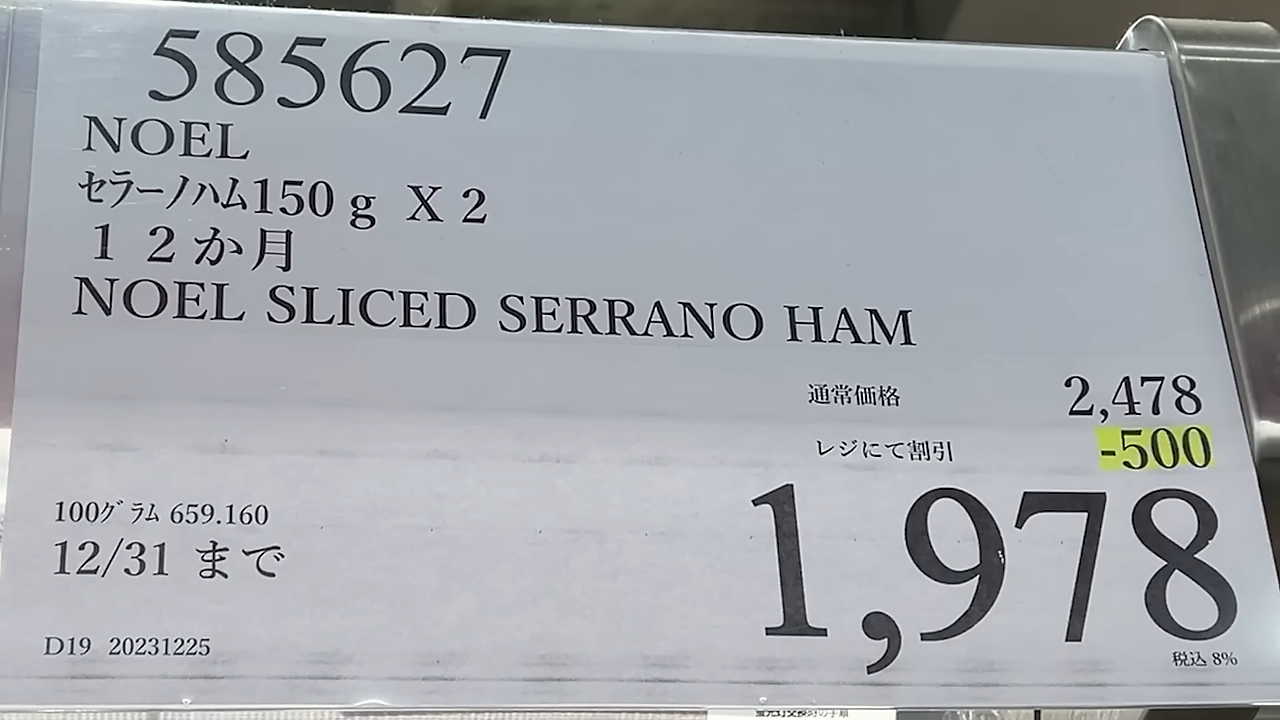 585627
NOEL
セラーノハム150g X 2
12か月
NOEL SLICED SERRANO HAM
通常価格 2,478
レジにて割引 -500
1,978
100グラム 659.160
12/31 まで
D19 20231225
税込 8%